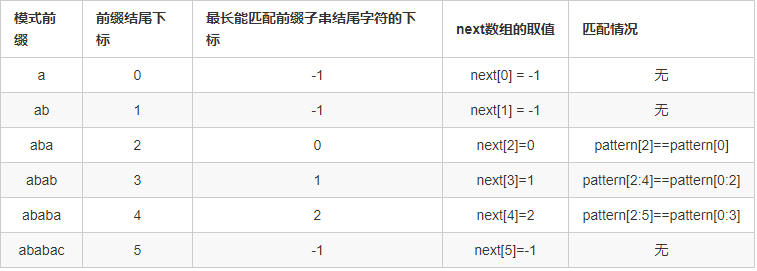 模式前缀 前缀结尾下标 最长能匹配前缀子串结尾字符的下标 next数组的取值 匹配情况
a 0 -1 next[0] = -1 无
ab 1 -1 next[1] = -1 无
aba 2 0 next[2]=0 pattern[2]==pattern[0]
abab 3 1 next[3]=1 pattern[2:4]==pattern[0:2]
ababa 4 2 next[4]=2 pattern[2:5]==pattern[0:3]
ababac 5 -1 next[5]=-1 无